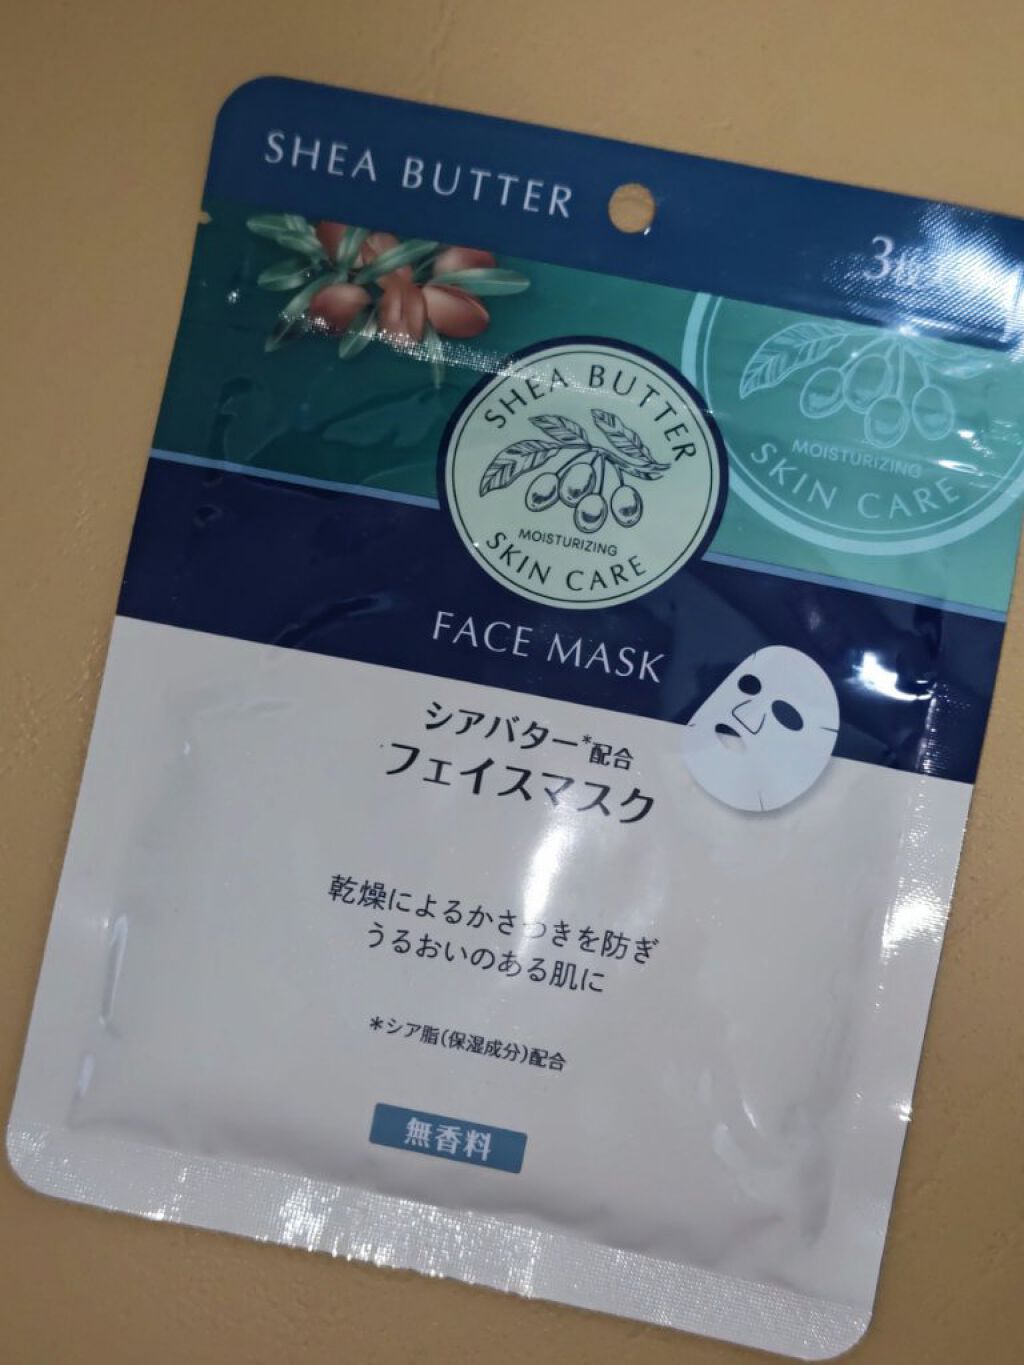 SHEA BUTTER
3枚
SHEA BUTTER
MOISTURIZING
SKIN CARE
MOISTURIZING
SKIN CARE
FACE MASK
シアバター*配合
フェイスマスク
乾燥によるかさつきを防ぎ
うるおいのある肌に
*シア脂(保湿成分)配合
無香料